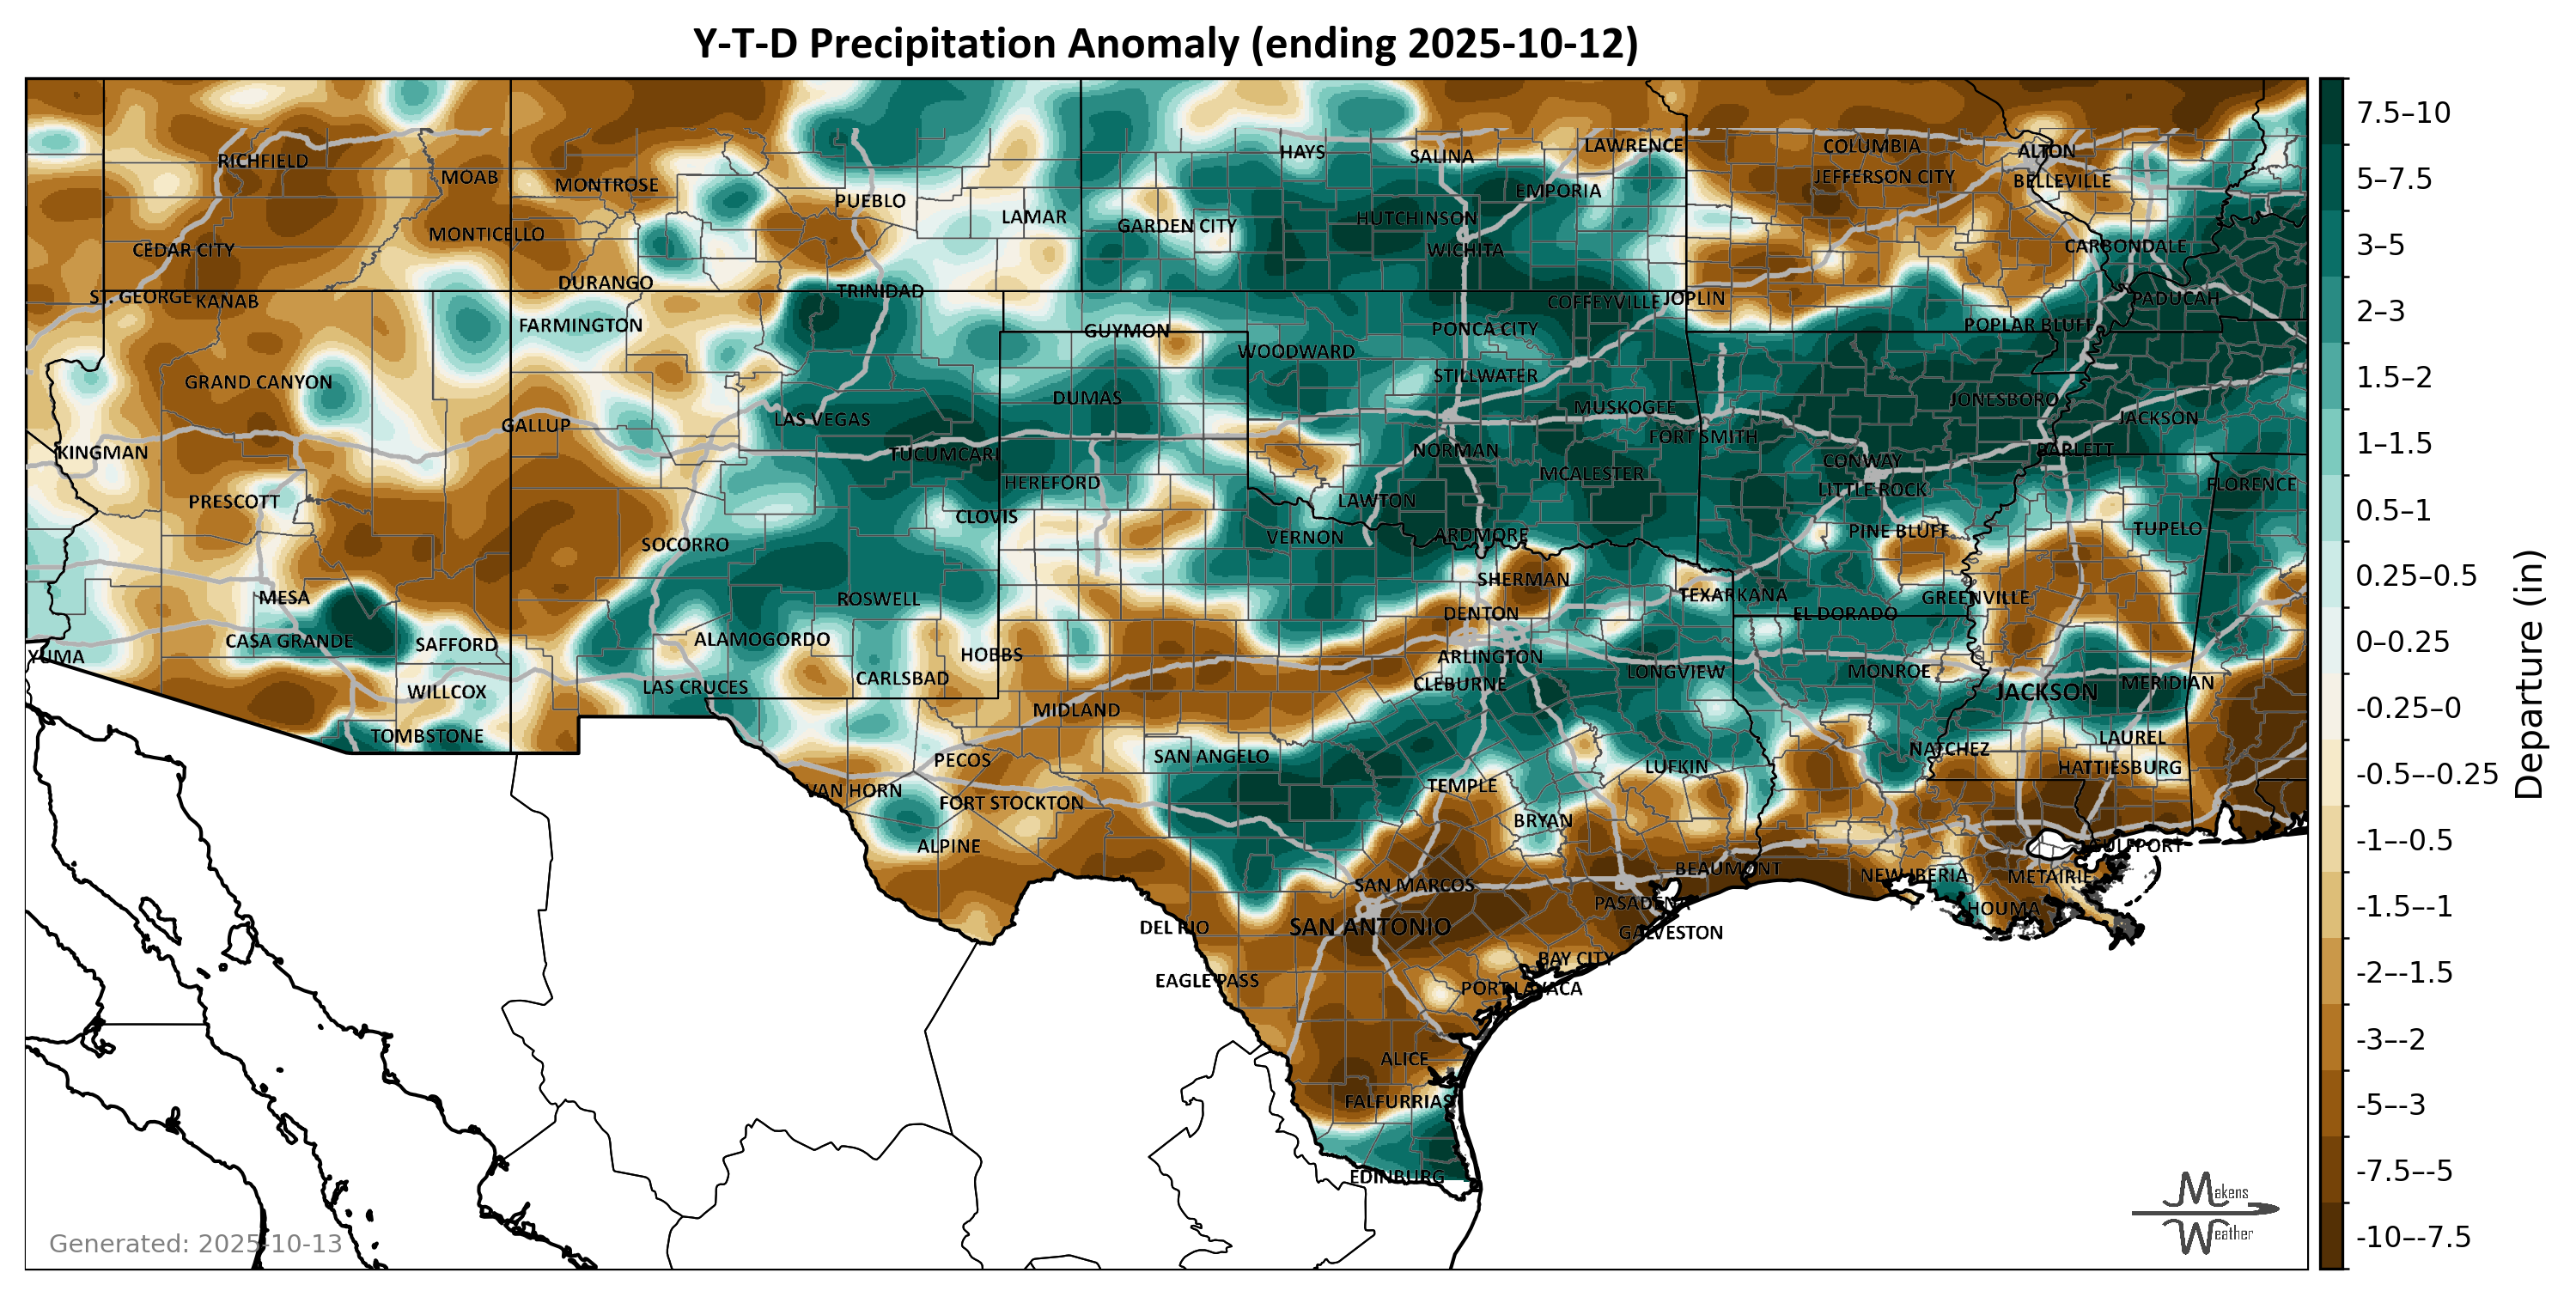 Y-T-D Precipitation Anomaly (ending 2025-10-12)
RICHFIELD
MOAB
MONTROSE
PUEBLO
LAMAR
HAYS
SALINA
LAWRENCE
EMPORIA
COLUMBIA
JEFFERSON CITY
ALTON
BELLEVILLE
CEDAR CITY
MONTICELLO
GARDEN CITY
HUTCHINSON
WICHITA
CARBONDALE
ST. GEORGE
KANAB
DURANGO
TRINIDAD
COFFEYVILLE
JOPLIN
PADUCAH
FARMINGTON
GUYMON
WOODWARD
PONCA CITY
POPLAR BLUFF
GRAND CANYON
DUMAS
STILLWATER
MUSKOGEE
JONESBORO
JACKSON
GALLUP
LAS VEGAS
FORT SMITH
KINGMAN
TUCUMCARI
NORMAN
MCALESTER
CONWAY
BARLETT
PRESCOTT
HEREFORD
LAWTON
LITTLE ROCK
FLORENCE
CLOVIS
SOCORRO
VERNON
ARDMORE
PINE BLUFF
TUPELO
MESA
ROSWELL
SHERMAN
TEXARKANA
GREENVILLE
CASA GRANDE
SAFFORD
ALAMOGORDO
DENTON
EL DORADO
YUMA
HOBBS
ARLINGTON
WILLCOX
LAS CRUCES
CARLSBAD
CLEBURNE
LONGVIEW
MONROE
JACKSON
MERIDIAN
TOMBSTONE
MIDLAND
PECOS
SAN ANGELO
LUFKIN
NATCHEZ
LAUREL
HATTIESBURG
VAN HORN
FORT STOCKTON
TEMPLE
ALPINE
BRYAN
GULFPORT
SAN MARCOS
BEAUMONT
NEW IBERIA
METAIRIE
DEL RIO
SAN ANTONIO
PASADENA
GALVESTON
HOUMA
EAGLE PASS
BAY CITY
PORT LAVACA
ALICE
FALFURRIAS
EDINBURG
7.5–10
5–7.5
3–5
2–3
1.5–2
1–1.5
0.5–1
0.25–0.5
0–0.25
-0.25–0
-0.5–-0.25
-1–-0.5
-1.5–-1
-2–-1.5
-3–-2
-5–-3
-7.5–-5
-10–-7.5
Departure (in)
Generated: 2025-10-13
Makens
Weather